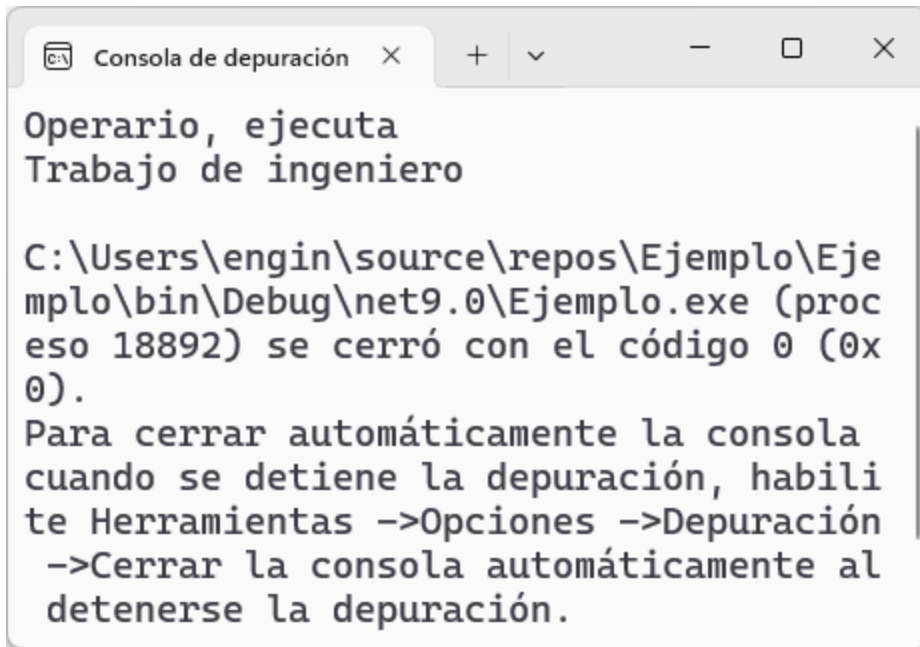 Consola de depuración
Operario, ejecuta
Trabajo de ingeniero
C:\Users\engin\source\repos\Ejemplo\Eje
mplo\bin\Debug\net9.0\Ejemplo.exe (proc
eso 18892) se cerró con el código 0 (0x
0).
Para cerrar automáticamente la consola
cuando se detiene la depuración, habili
te Herramientas ->Opciones ->Depuración
->Cerrar la consola automáticamente al
detenerse la depuración.